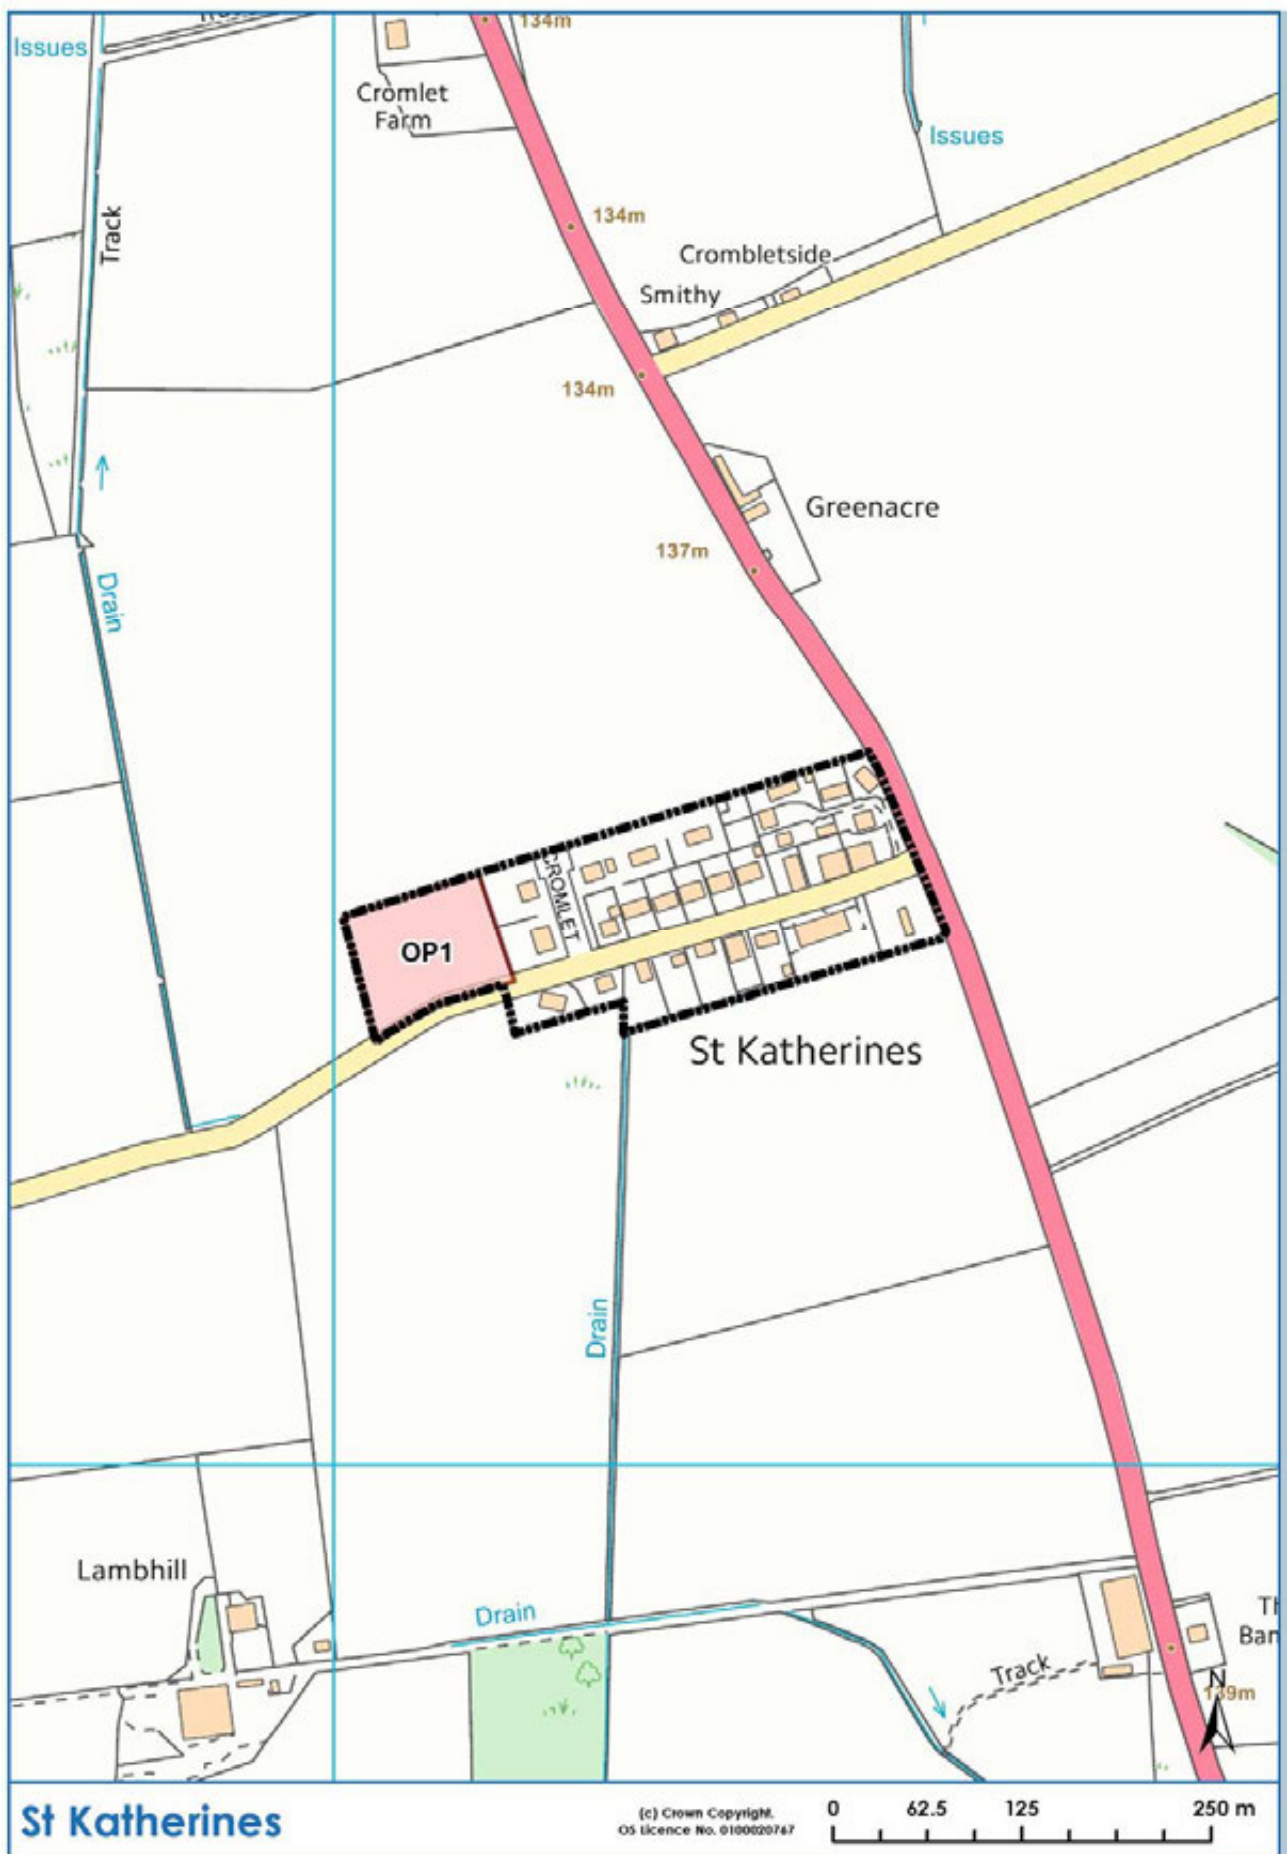 134m
Issues
Cromlet
Farm
Issues
Track
134m
Crombletside
Smithy
134m
Greenacre
137m
Drain
CROMLET
OP1
St Katherines
Drain
Lambhill
Drain
Track
N
139m
St Katherines
(c) Crown Copyright.
OS Licence No. 0100020767
0 62.5 125 250 m